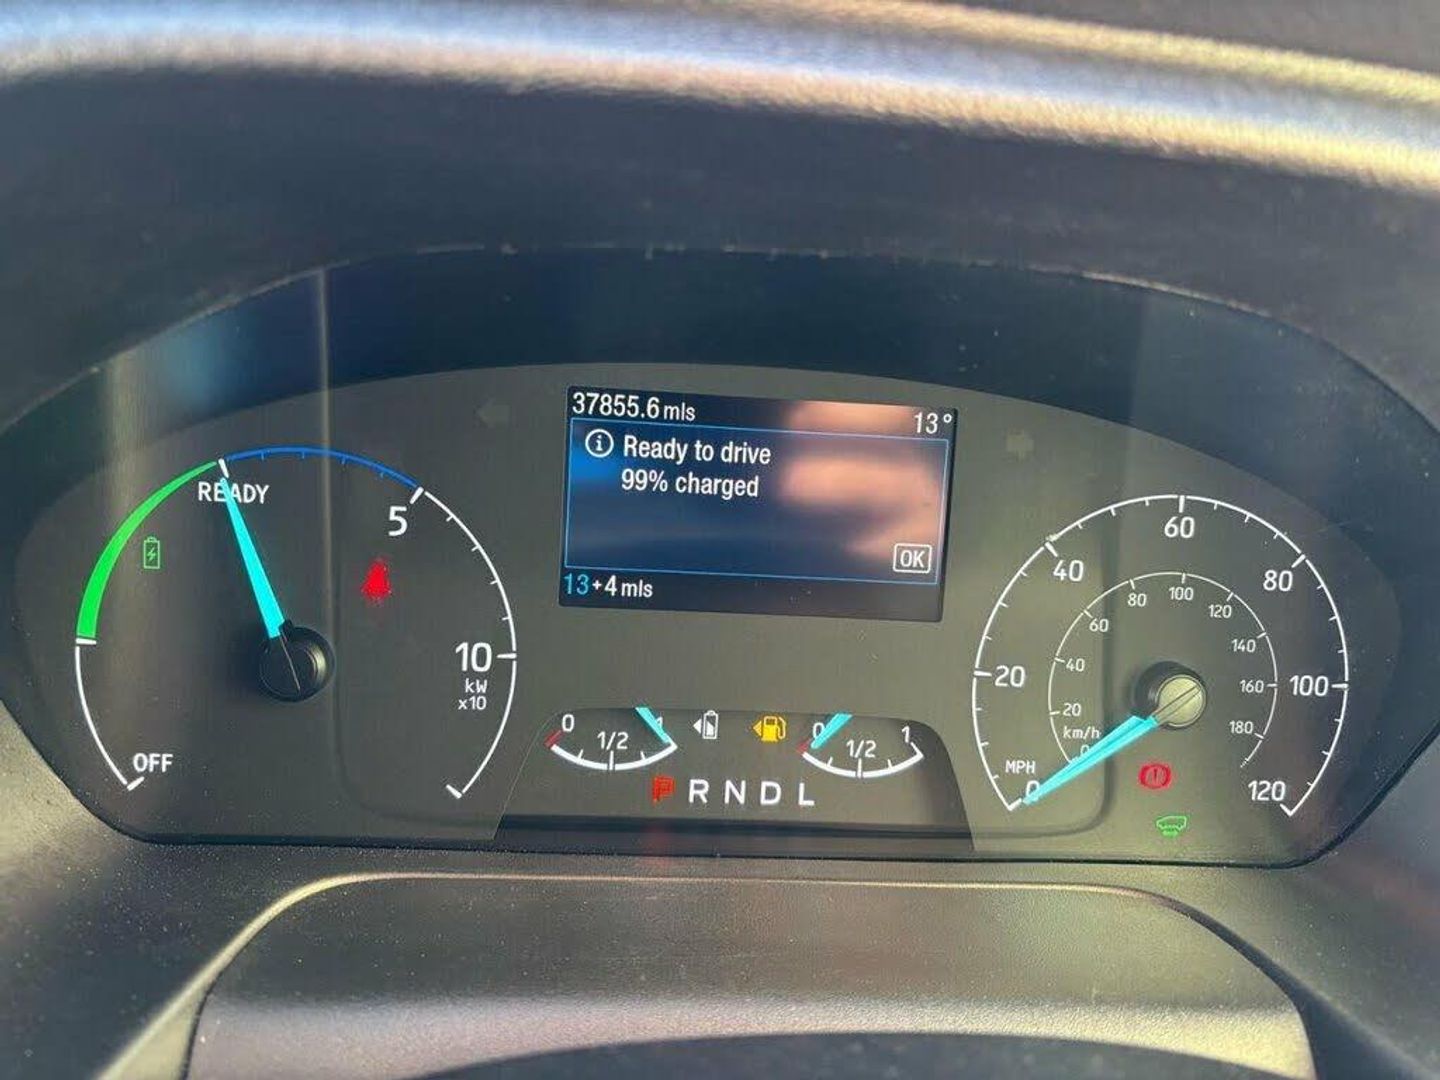 37855.6 mls
13°
i Ready to drive
99% charged
OK
13+4 mls
READY
5
10
kW
x10
OFF
0 1/2 1
0 1/2 1
P R N D L
0 20 40 60 80 100 120
MPH
0 20 40 60 80 100 120 140 160 180
km/h